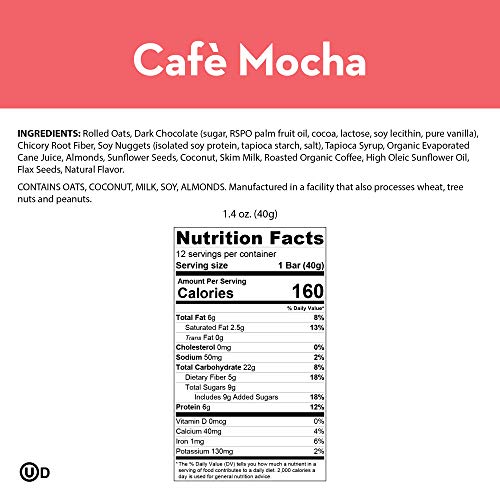 Cafè Mocha
INGREDIENTS: Rolled Oats, Dark Chocolate (sugar, RSPO palm fruit oil, cocoa, lactose, soy lecithin, pure vanilla),
Chicory Root Fiber, Soy Nuggets (isolated soy protein, tapioca starch, salt), Tapioca Syrup, Organic Evaporated
Cane Juice, Almonds, Sunflower Seeds, Coconut, Skim Milk, Roasted Organic Coffee, High Oleic Sunflower Oil,
Flax Seeds, Natural Flavor.
CONTAINS OATS, COCONUT, MILK, SOY, ALMONDS. Manufactured in a facility that also processes wheat, tree
nuts and peanuts.
1.4 oz. (40g)
Nutrition Facts
12 servings per container
Serving size 1 Bar (40g)
Amount Per Serving
Calories 160
% Daily Value*
Total Fat 6g 8%
Saturated Fat 2.5g 13%
Trans Fat 0g
Cholesterol 0mg 0%
Sodium 50mg 2%
Total Carbohydrate 22g 8%
Dietary Fiber 5g 18%
Total Sugars 9g
Includes 9g Added Sugars 18%
Protein 6g 12%
Vitamin D 0mcg 0%
Calcium 40mg 4%
Iron 1mg 6%
Potassium 130mg 2%
*The % Daily Value (DV) tells you how much a nutrient in a
serving of food contributes to a daily diet. 2,000 calories a
day is used for general nutrition advice.
U D